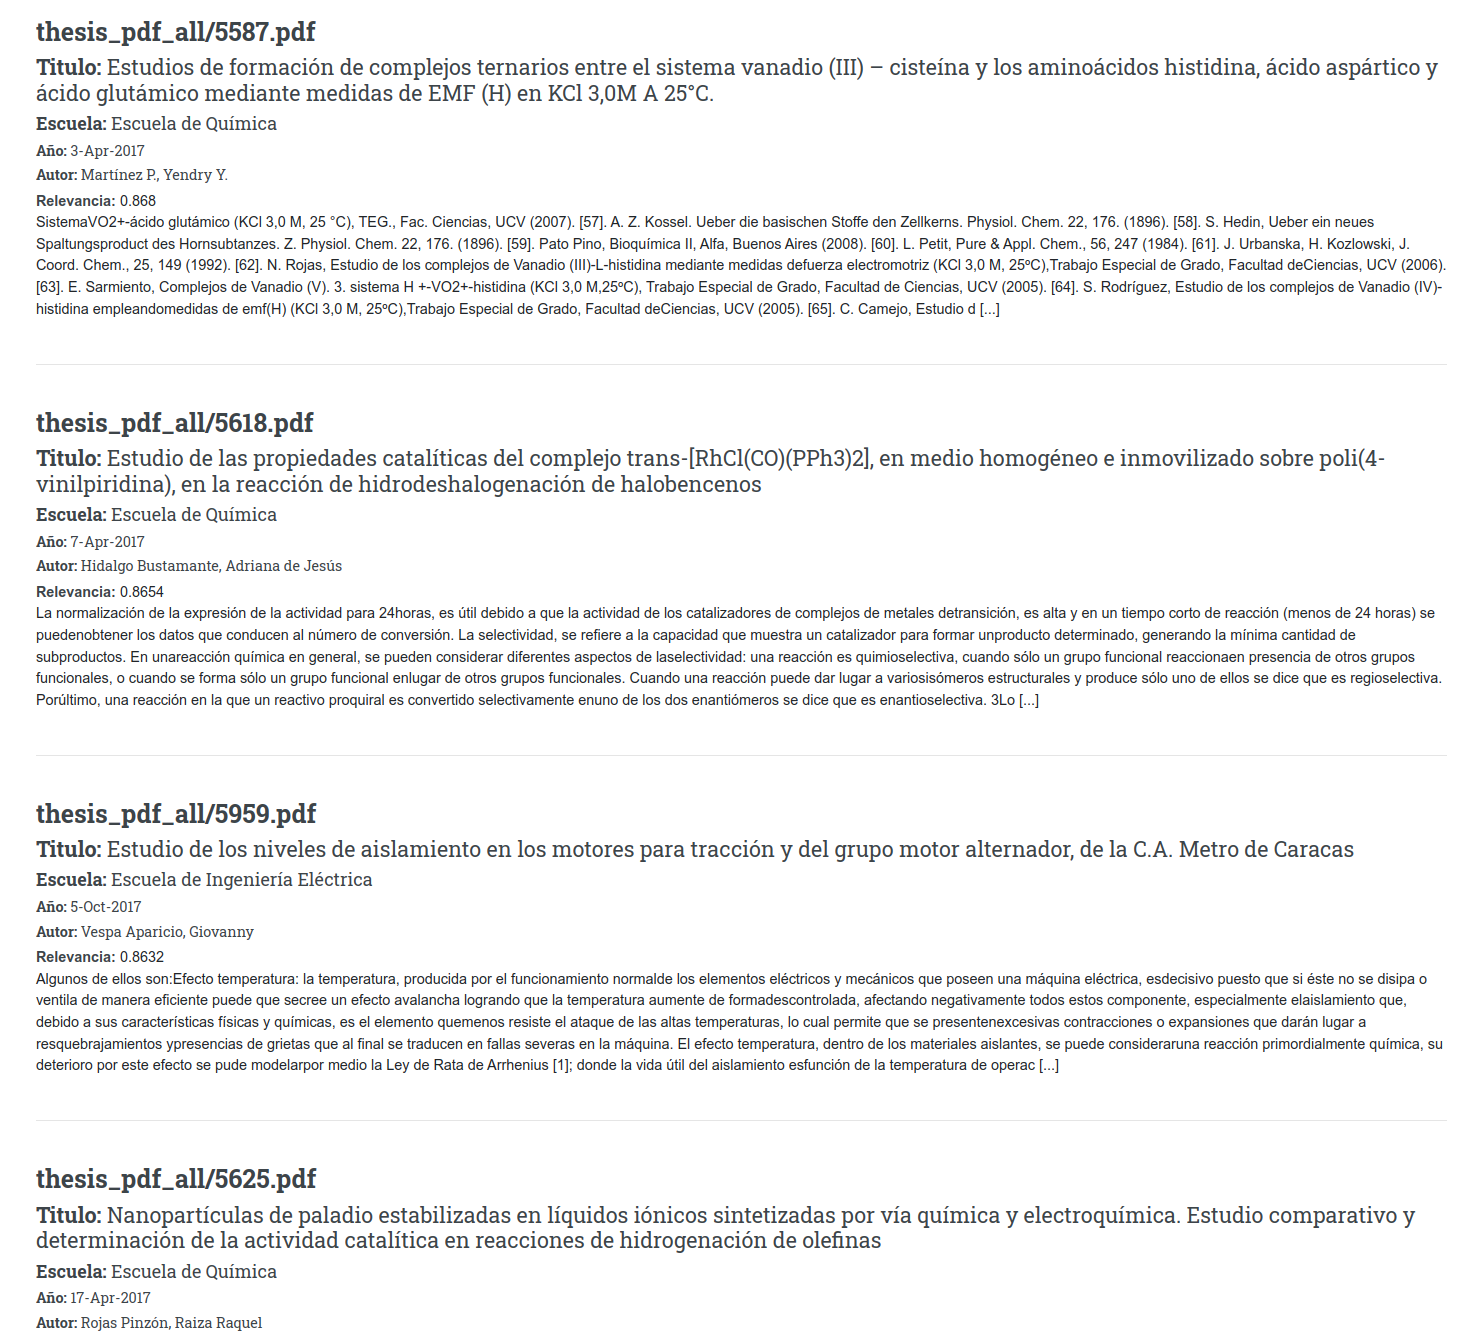 thesis_pdf_all/5587.pdf
Titulo: Estudios de formación de complejos ternarios entre el sistema vanadio (III) – cisteína y los aminoácidos histidina, ácido aspártico y
ácido glutámico mediante medidas de EMF (H) en KCl 3,0M A 25°C.
Escuela: Escuela de Química
Año: 3-Apr-2017
Autor: Martínez P., Yendry Y.
Relevancia: 0.868
SistemaVO2+-ácido glutámico (KCl 3,0 M, 25 °C), TEG., Fac. Ciencias, UCV (2007). [57]. A. Z. Kossel. Ueber die basischen Stoffe den Zellkerns. Physiol. Chem. 22, 176. (1896). [58]. S. Hedin, Ueber ein neues
Spaltungsproduct des Hornsubtanzes. Z. Physiol. Chem. 22, 176. (1896). [59]. Pato Pino, Bioquímica II, Alfa, Buenos Aires (2008). [60]. L. Petit, Pure & Appl. Chem., 56, 247 (1984). [61]. J. Urbanska, H. Kozlowski, J.
Coord. Chem., 25, 149 (1992). [62]. N. Rojas, Estudio de los complejos de Vanadio (III)-L-histidina mediante medidas defuerza electromotriz (KCl 3,0 M, 25ºC),Trabajo Especial de Grado, Facultad deCiencias, UCV (2006).
[63]. E. Sarmiento, Complejos de Vanadio (V). 3. sistema H +-VO2+-histidina (KCl 3,0 M,25ºC), Trabajo Especial de Grado, Facultad de Ciencias, UCV (2005). [64]. S. Rodríguez, Estudio de los complejos de Vanadio (IV)-
histidina empleandomedidas de emf(H) (KCl 3,0 M, 25ºC),Trabajo Especial de Grado, Facultad deCiencias, UCV (2005). [65]. C. Camejo, Estudio d [...]
thesis_pdf_all/5618.pdf
Titulo: Estudio de las propiedades catalíticas del complejo trans-[RhCl(CO)(PPh3)2], en medio homogéneo e inmovilizado sobre poli(4-
vinilpiridina), en la reacción de hidrodeshalogenación de halobencenos
Escuela: Escuela de Química
Año: 7-Apr-2017
Autor: Hidalgo Bustamante, Adriana de Jesús
Relevancia: 0.8654
La normalización de la expresión de la actividad para 24horas, es útil debido a que la actividad de los catalizadores de complejos de metales detransición, es alta y en un tiempo corto de reacción (menos de 24 horas) se
puedenobtener los datos que conducen al número de conversión. La selectividad, se refiere a la capacidad que muestra un catalizador para formar unproducto determinado, generando la mínima cantidad de
subproductos. En unareacción química en general, se pueden considerar diferentes aspectos de laselectividad: una reacción es quimioselectiva, cuando sólo un grupo funcional reaccionaen presencia de otros grupos
funcionales, o cuando se forma sólo un grupo funcional enlugar de otros grupos funcionales. Cuando una reacción puede dar lugar a variosisómeros estructurales y produce sólo uno de ellos se dice que es regioselectiva.
Porúltimo, una reacción en la que un reactivo proquiral es convertido selectivamente enuno de los dos enantiómeros se dice que es enantioselectiva. 3Lo [...]
thesis_pdf_all/5959.pdf
Titulo: Estudio de los niveles de aislamiento en los motores para tracción y del grupo motor alternador, de la C.A. Metro de Caracas
Escuela: Escuela de Ingeniería Eléctrica
Año: 5-Oct-2017
Autor: Vespa Aparicio, Giovanny
Relevancia: 0.8632
Algunos de ellos son:Efecto temperatura: la temperatura, producida por el funcionamiento normalde los elementos eléctricos y mecánicos que poseen una máquina eléctrica, esdecisivo puesto que si éste no se disipa o
ventila de manera eficiente puede que secree un efecto avalancha logrando que la temperatura aumente de formadescontrolada, afectando negativamente todos estos componente, especialmente elaislamiento que,
debido a sus características físicas y químicas, es el elemento quemenos resiste el ataque de las altas temperaturas, lo cual permite que se presentenexcesivas contracciones o expansiones que darán lugar a
resquebrajamientos ypresencias de grietas que al final se traducen en fallas severas en la máquina. El efecto temperatura, dentro de los materiales aislantes, se puede consideraruna reacción primordialmente química, su
deterioro por este efecto se pude modelarpor medio la Ley de Rata de Arrhenius [1]; donde la vida útil del aislamiento esfunción de la temperatura de operac [...]
thesis_pdf_all/5625.pdf
Titulo: Nanopartículas de paladio estabilizadas en líquidos iónicos sintetizadas por vía química y electroquímica. Estudio comparativo y
determinación de la actividad catalítica en reacciones de hidrogenación de olefinas
Escuela: Escuela de Química
Año: 17-Apr-2017
Autor: Rojas Pinzón, Raiza Raquel